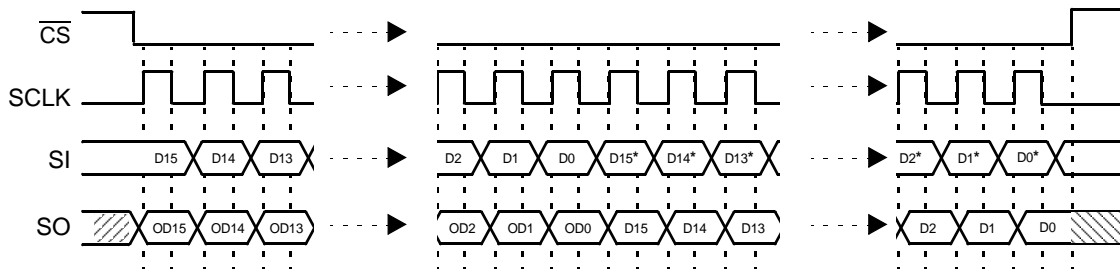 CS
SCLK
SI D15 D14 D13 D2 D1 D0 D15* D14* D13* D2* D1* D0*
SO OD15 OD14 OD13 OD2 OD1 OD0 D15 D14 D13 D2 D1 D0